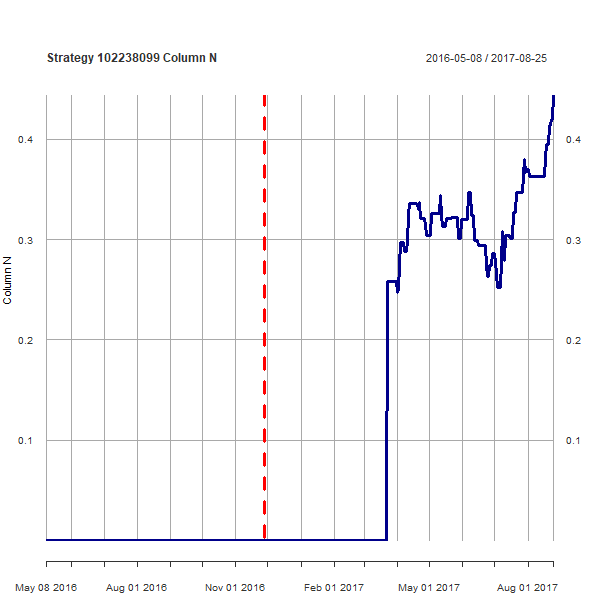 Strategy 102238099 Column N 2016-05-08 / 2017-08-25
0.4 0.4
0.3 0.3
Column N
0.2 0.2
0.1 0.1
May 08 2016 Aug 01 2016 Nov 01 2016 Feb 01 2017 May 01 2017 Aug 01 2017